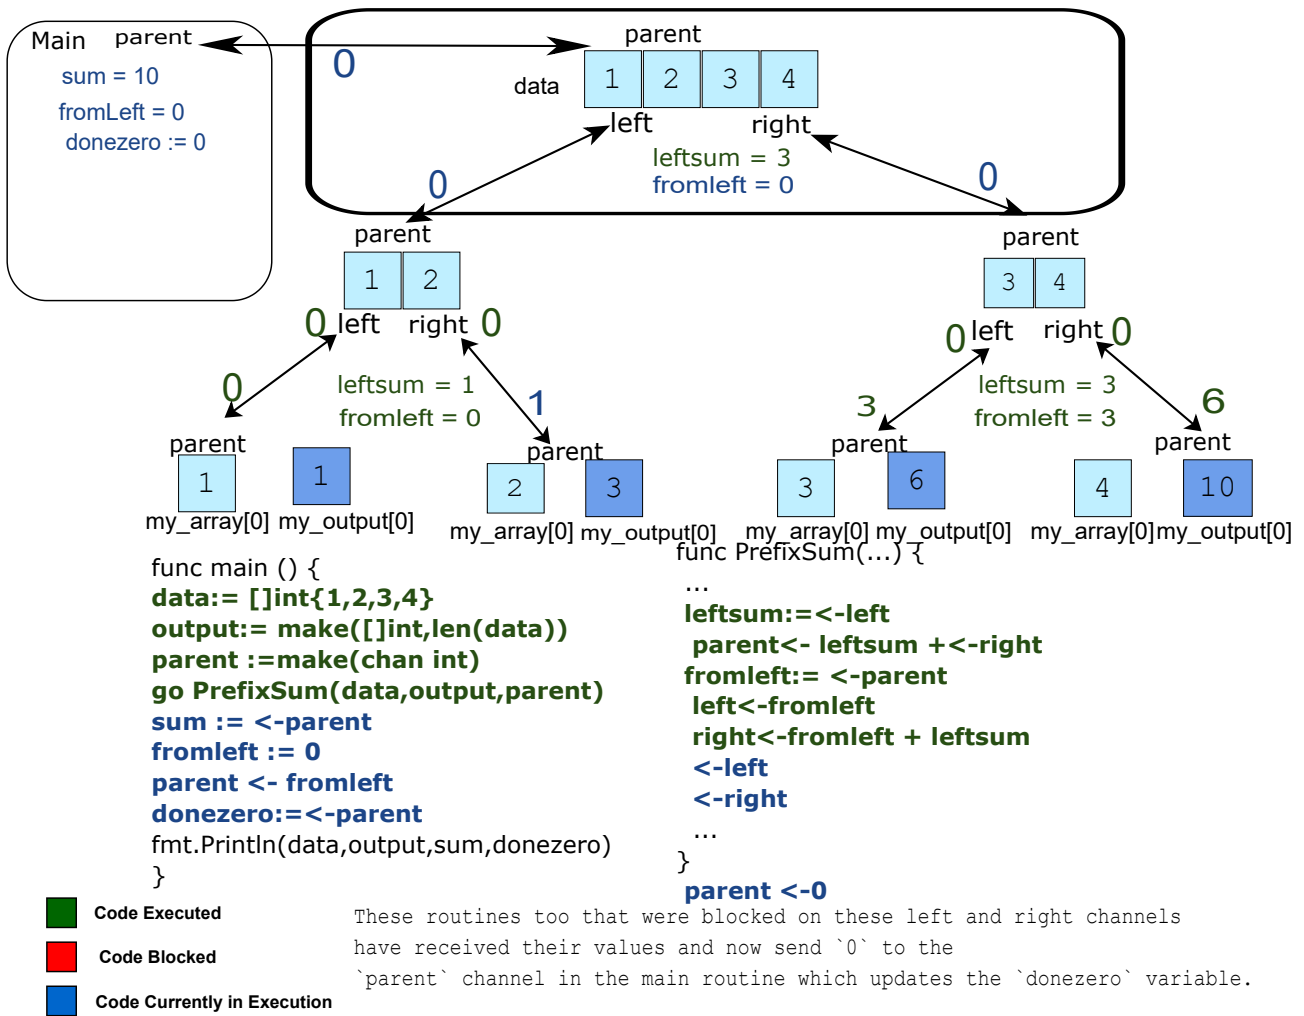 Main parent
sum = 10
fromLeft = 0
donezero := 0
0
parent
data
1 2 3 4
left right
leftsum = 3
fromleft = 0
0
0
parent
1 2
0 left right 0
0
leftsum = 1
fromleft = 0
1
parent
3 4
0 left right 0
leftsum = 3
fromleft = 3
3
6
parent
1 1
my_array[0] my_output[0]
parent
2 3
my_array[0] my_output[0]
parent
3 6
my_array[0] my_output[0]
parent
4 10
my_array[0] my_output[0]
func main () {
data:= []int{1,2,3,4}
output:= make([]int,len(data))
parent :=make(chan int)
go PrefixSum(data,output,parent)
sum := <-parent
fromleft := 0
parent <- fromleft
donezero:=<-parent
fmt.Println(data,output,sum,donezero)
}
func PrefixSum(...) {
...
leftsum:=<-left
parent<- leftsum +<-right
fromleft:= <-parent
left<-fromleft
right<-fromleft + leftsum
<-left
<-right
...
}
parent <-0
Code Executed
Code Blocked
Code Currently in Execution
These routines too that were blocked on these left and right channels
have received their values and now send `0` to the
`parent` channel in the main routine which updates the `donezero` variable.